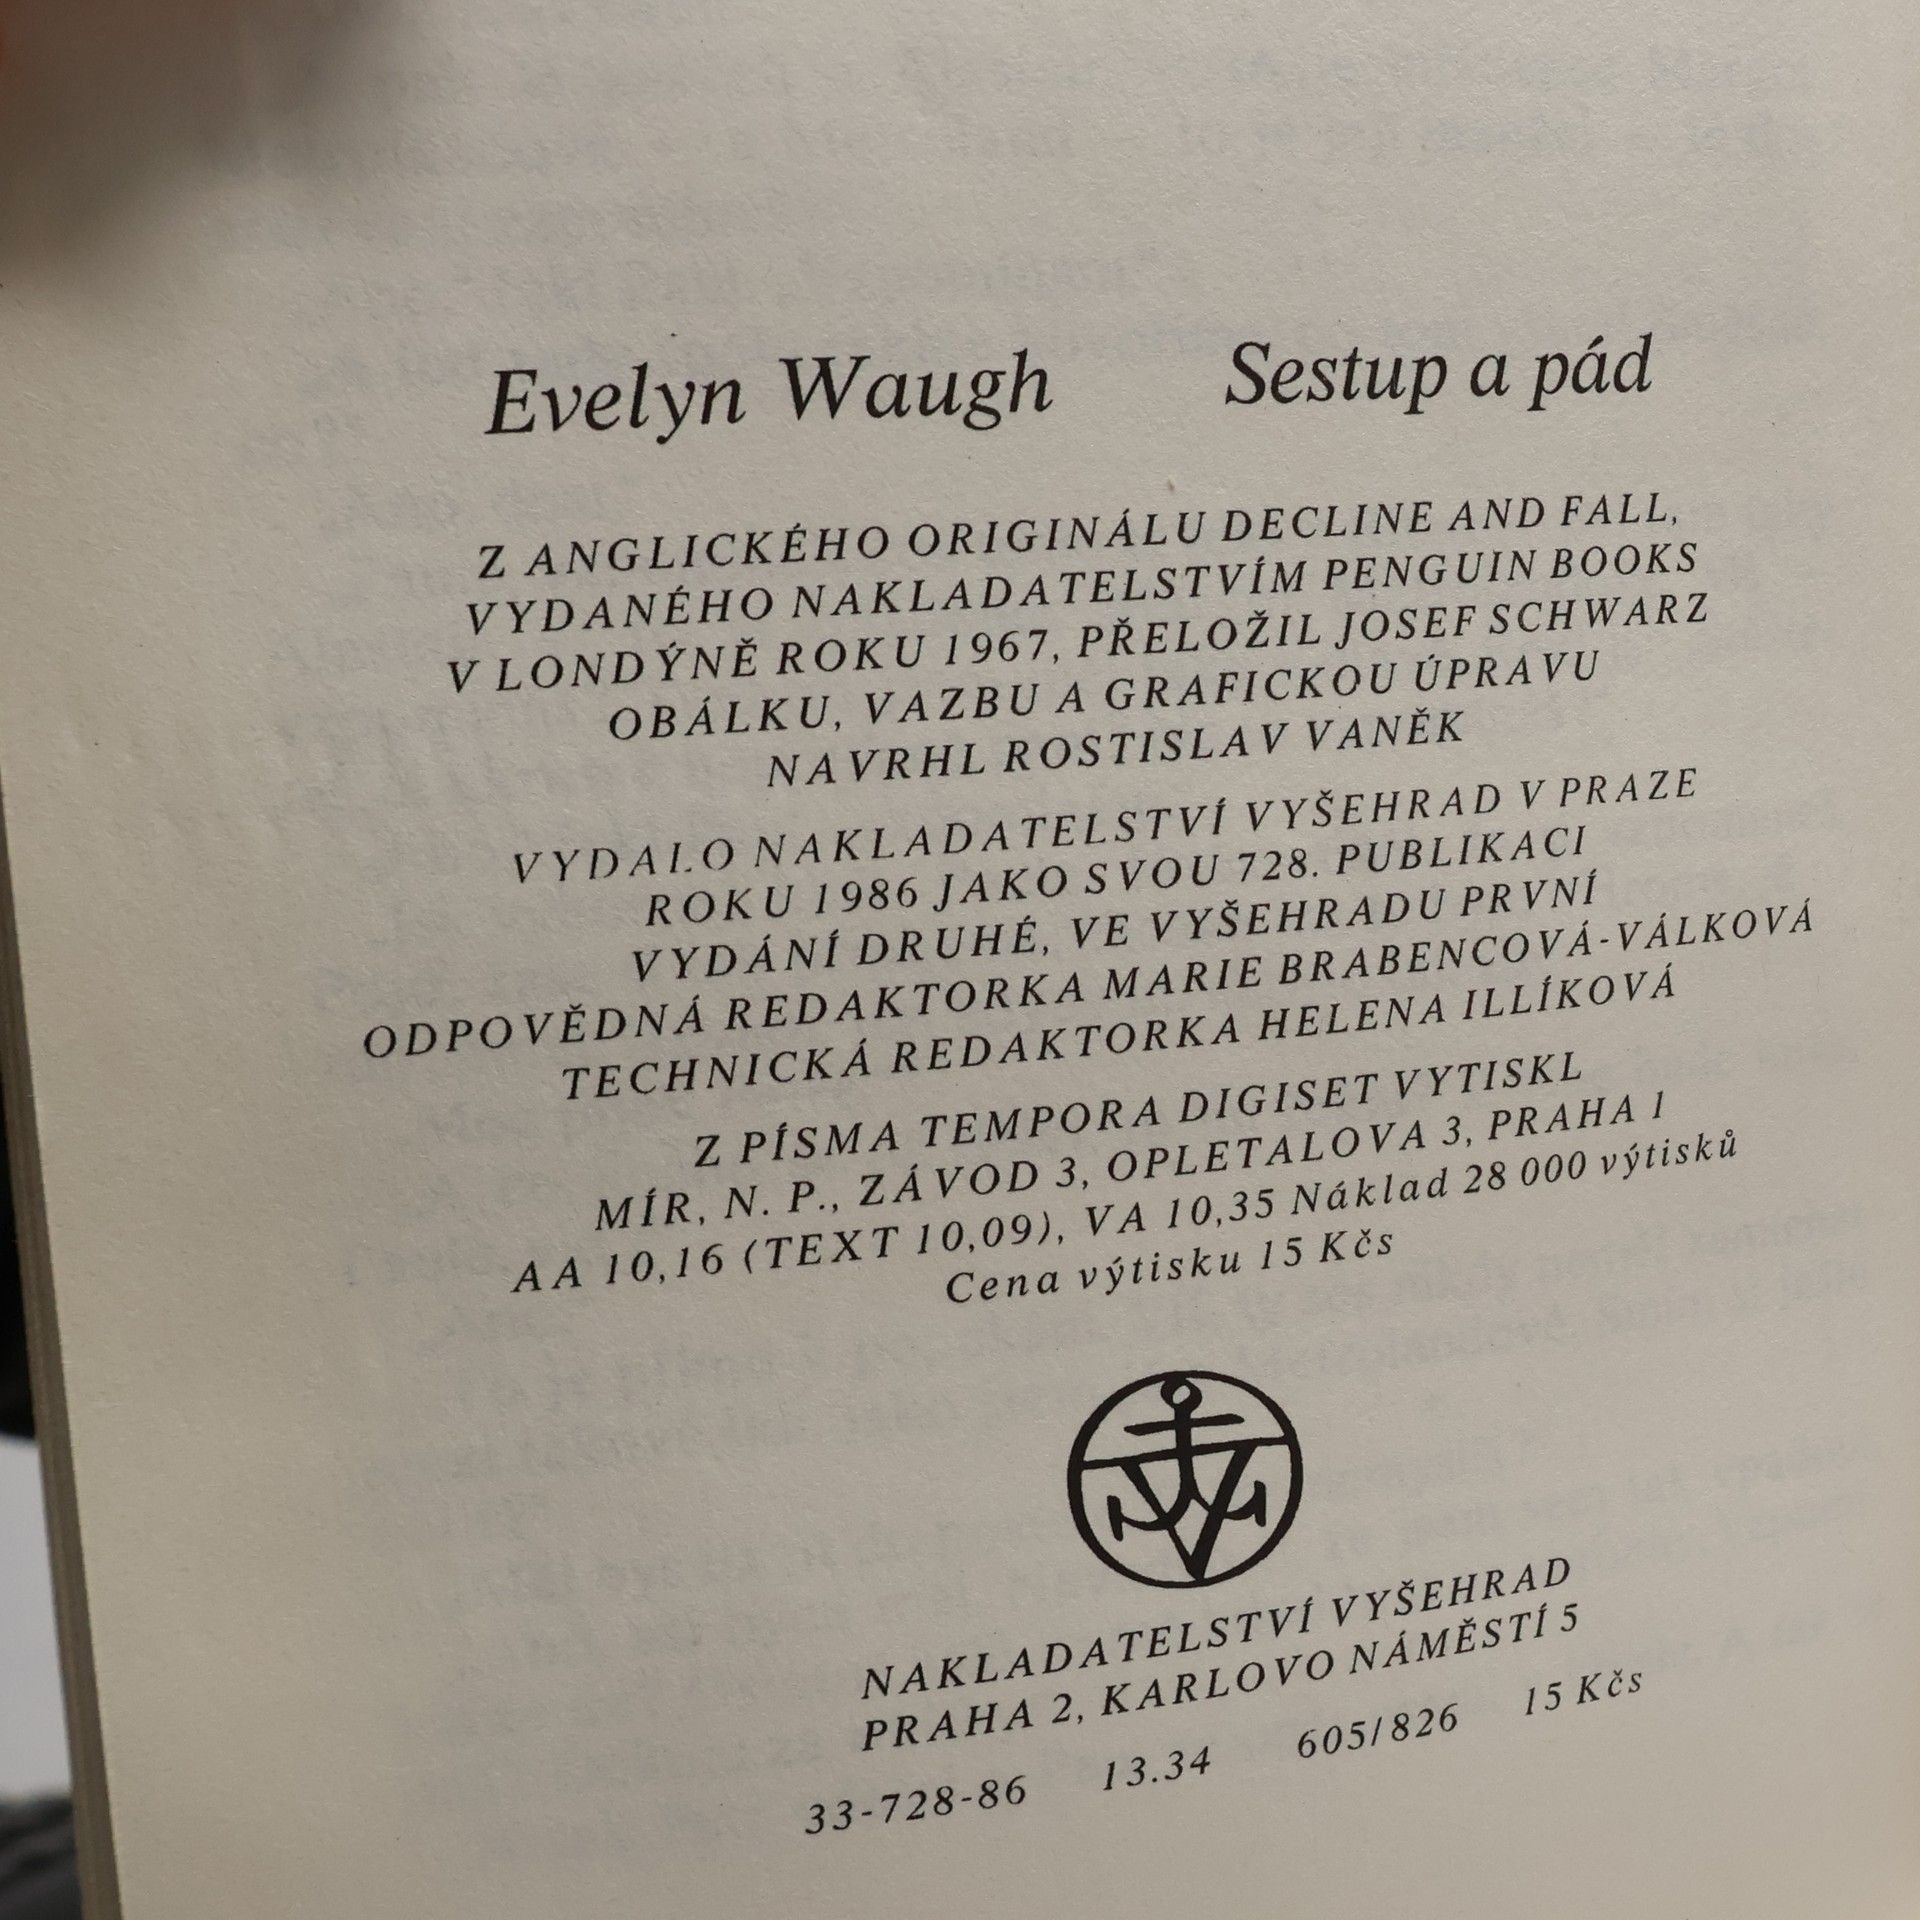 Evelyn Waugh Sestup a pád
Z ANGLICKÉHO ORIGINÁLU DECLINE AND FALL,
VYDANÉHO NAKLADATELSTVÍM PENGUIN BOOKS
V LONDÝNĚ ROKU 1967, PŘELOŽIL JOSEF SCHWARZ
OBÁLKU, VAZBU A GRAFICKOU ÚPRAVU
NAVRHL ROSTISLAV VANĚK
VYDALO NAKLADATELSTVÍ VYŠEHRAD V PRAZE
ROKU 1986 JAKO SVOU 728. PUBLIKACI
VYDÁNÍ DRUHÉ, VE VYŠEHRADU PRVNÍ
ODPOVĚDNÁ REDAKTORKA MARIE BRABENCOVÁ-VÁLKOVÁ
TECHNICKÁ REDAKTORKA HELENA ILLÍKOVÁ
Z PÍSMA TEMPORA DIGISET VYTISKL
MÍR, N. P., ZÁVOD 3, OPLETALOVA 3, PRAHA 1
AA 10,16 (TEXT 10,09), VA 10,35 Náklad 28 000 výtisků
Cena výtisku 15 Kčs
NAKLADATELSTVÍ VYŠEHRAD
PRAHA 2, KARLOVO NÁMĚSTÍ 5
33-728-86 13.34 605/826 15 Kčs